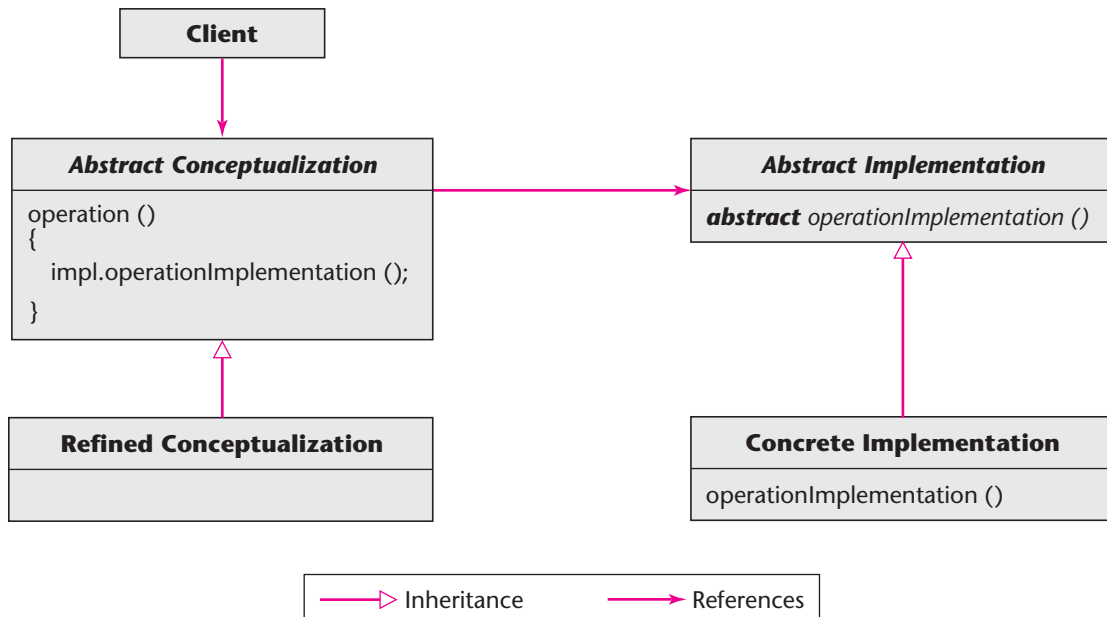 Client
Abstract Conceptualization
operation ()
{
impl.operationImplementation ();
}
Abstract Implementation
abstract operationImplementation ()
Refined Conceptualization
Concrete Implementation
operationImplementation ()
Inheritance
References